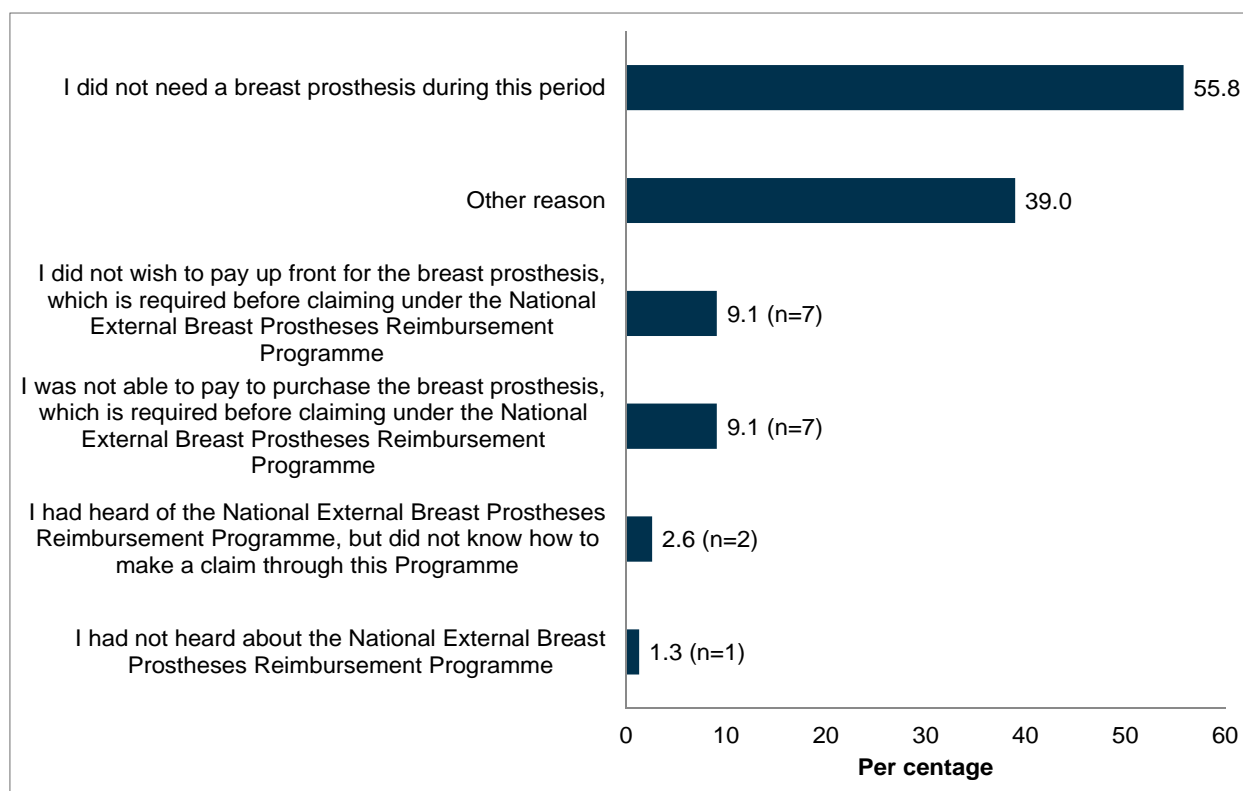 I did not need a breast prosthesis during this period
55.8
Other reason
39.0
I did not wish to pay up front for the breast prosthesis,
which is required before claiming under the National
External Breast Prostheses Reimbursement
Programme
9.1 (n=7)
I was not able to pay to purchase the breast prosthesis,
which is required before claiming under the National
External Breast Prostheses Reimbursement
Programme
9.1 (n=7)
I had heard of the National External Breast Prostheses
Reimbursement Programme, but did not know how to
make a claim through this Programme
2.6 (n=2)
I had not heard about the National External Breast
Prostheses Reimbursement Programme
1.3 (n=1)
0 10 20 30 40 50 60
Per centage